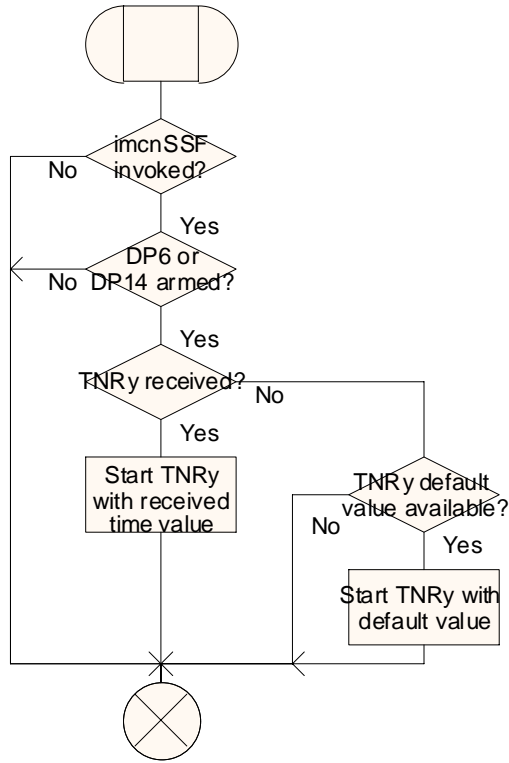 imcnSSF
invoked?
No
Yes
DP6 or
DP14 armed?
No
Yes
TNRy received?
No
Yes
Start TNRy
with received
time value
TNRy default
value available?
No
Yes
Start TNRy with
default value